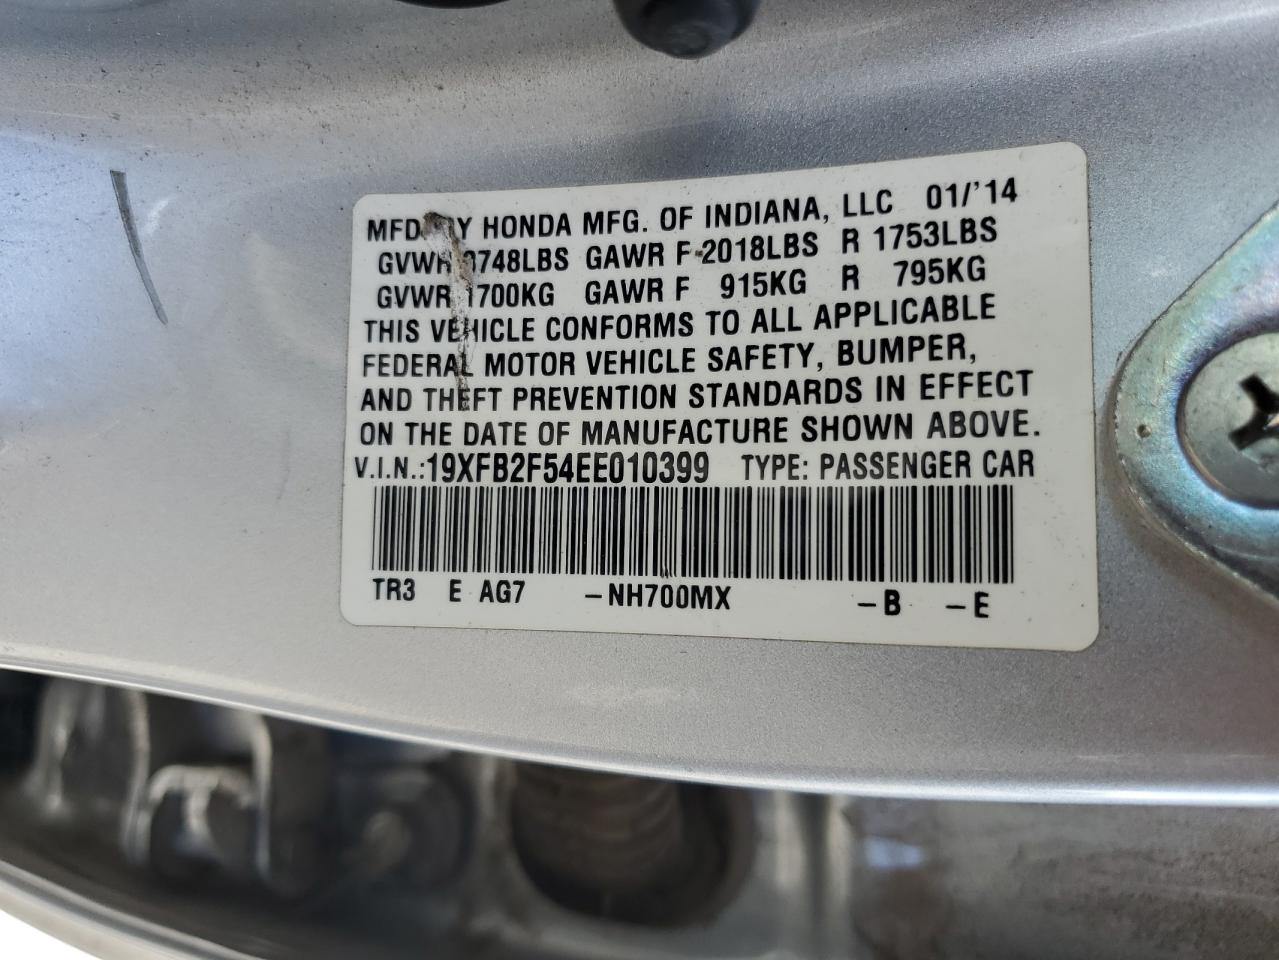 MFD BY HONDA MFG. OF INDIANA, LLC 01/'14
GVWR 3748LBS GAWR F 2018LBS R 1753LBS
GVWR 1700KG GAWR F 915KG R 795KG
THIS VEHICLE CONFORMS TO ALL APPLICABLE
FEDERAL MOTOR VEHICLE SAFETY, BUMPER,
AND THEFT PREVENTION STANDARDS IN EFFECT
ON THE DATE OF MANUFACTURE SHOWN ABOVE.
V.I.N.:19XFB2F54EE010399 TYPE: PASSENGER CAR
TR3 E AG7 -NH700MX -B -E